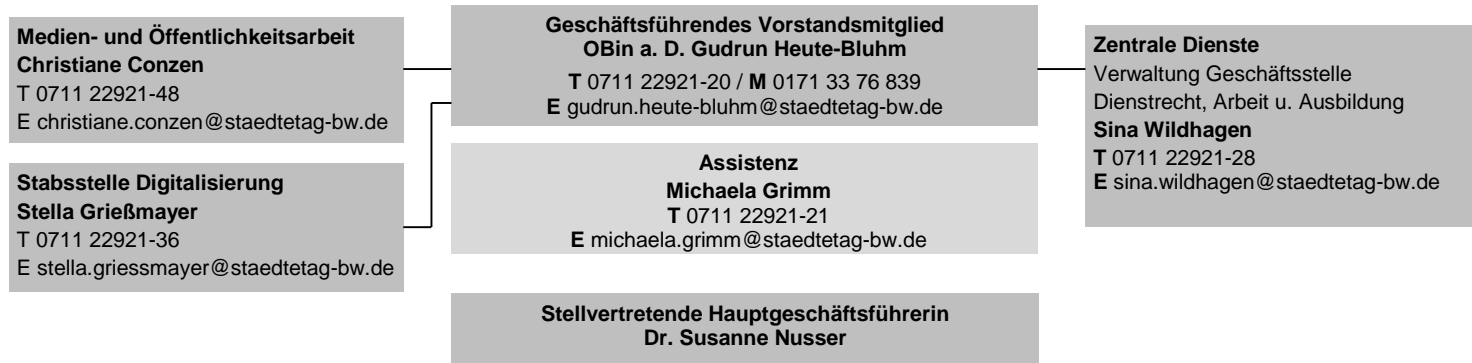 Medien- und Öffentlichkeitsarbeit
Christiane Conzen
T 0711 22921-48
E christiane.conzen@staedtetag-bw.de
Stabsstelle Digitalisierung
Stella Grießmayer
T 0711 22921-36
E stella.griessmayer@staedtetag-bw.de
Geschäftsführendes Vorstandsmitglied
OBin a. D. Gudrun Heute-Bluhm
T 0711 22921-20 / M 0171 33 76 839
E gudrun.heute-bluhm@staedtetag-bw.de
Assistenz
Michaela Grimm
T 0711 22921-21
E michaela.grimm@staedtetag-bw.de
Stellvertretende Hauptgeschäftsführerin
Dr. Susanne Nusser
Zentrale Dienste
Verwaltung Geschäftsstelle
Dienstrecht, Arbeit u. Ausbildung
Sina Wildhagen
T 0711 22921-28
E sina.wildhagen@staedtetag-bw.de